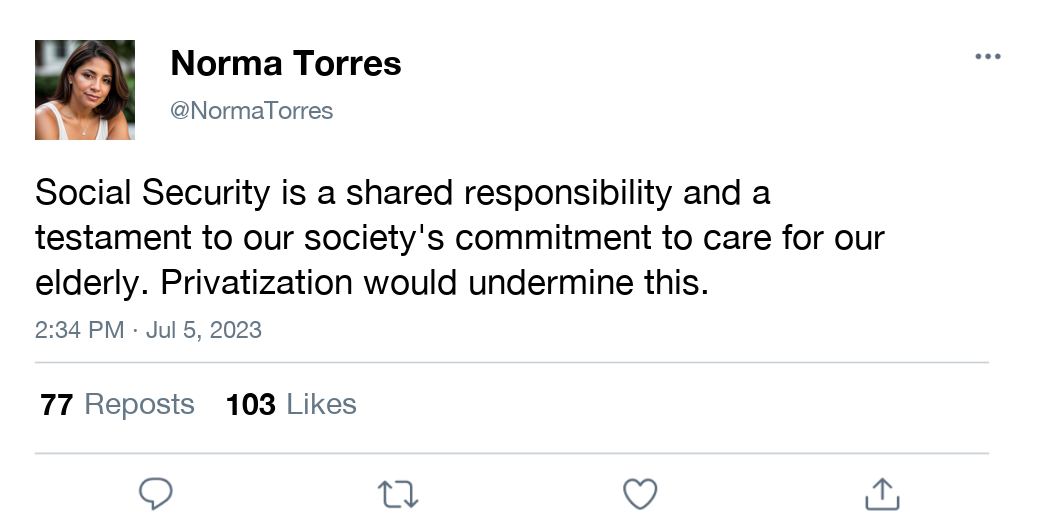 Norma Torres
@NormaTorres
Social Security is a shared responsibility and a
testament to our society's commitment to care for our
elderly. Privatization would undermine this.
2:34 PM · Jul 5, 2023
77 Reposts 103 Likes